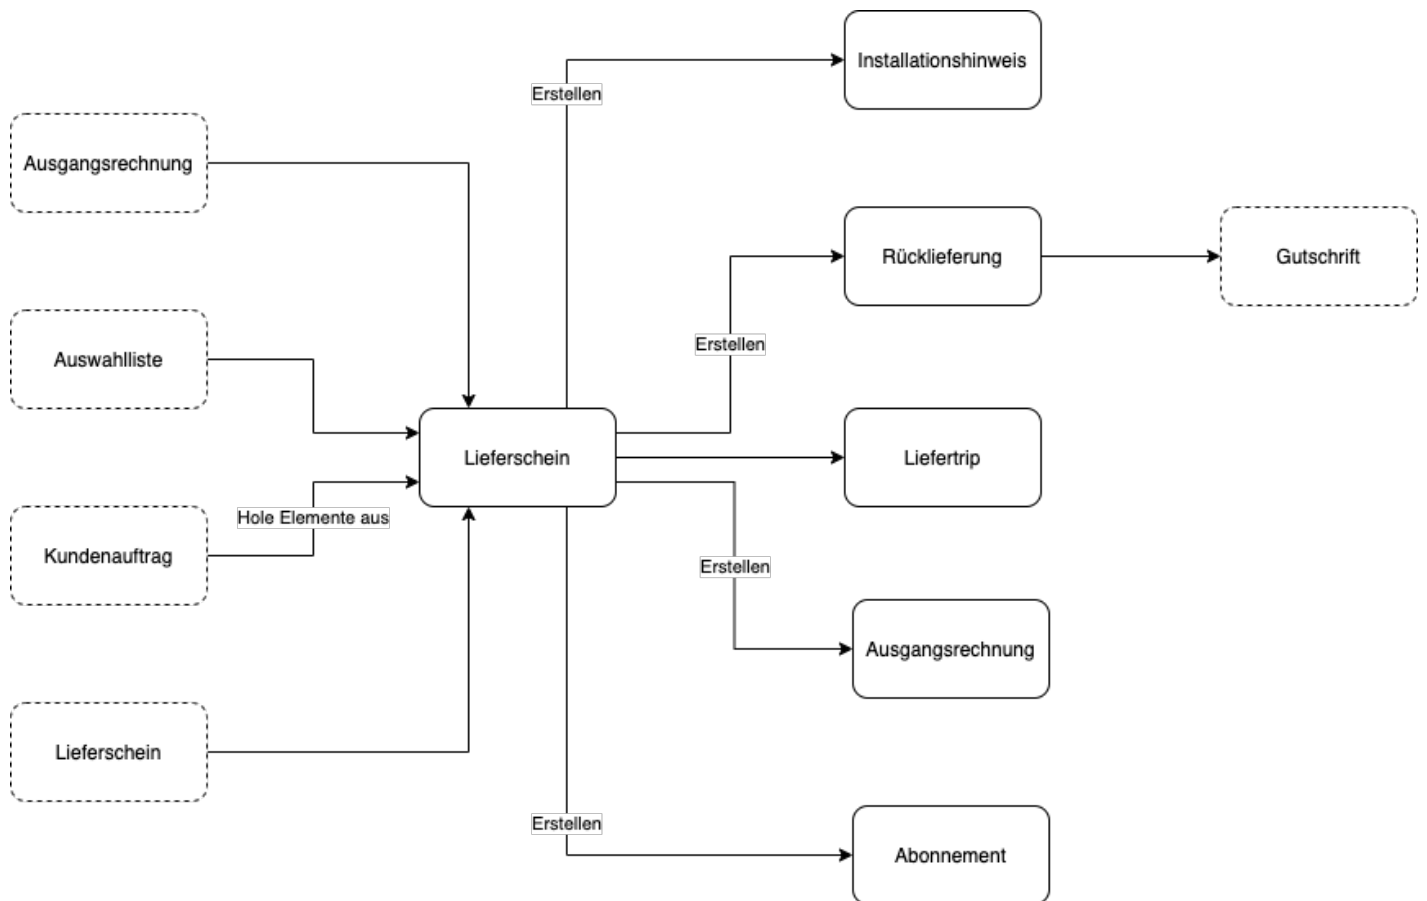 Installationshinweis
Erstellen
Ausgangsrechnung
Rücklieferung
Gutschrift
Erstellen
Auswahlliste
Lieferschein
Liefertrip
Hole Elemente aus
Kundenauftrag
Erstellen
Ausgangsrechnung
Lieferschein
Erstellen
Abonnement